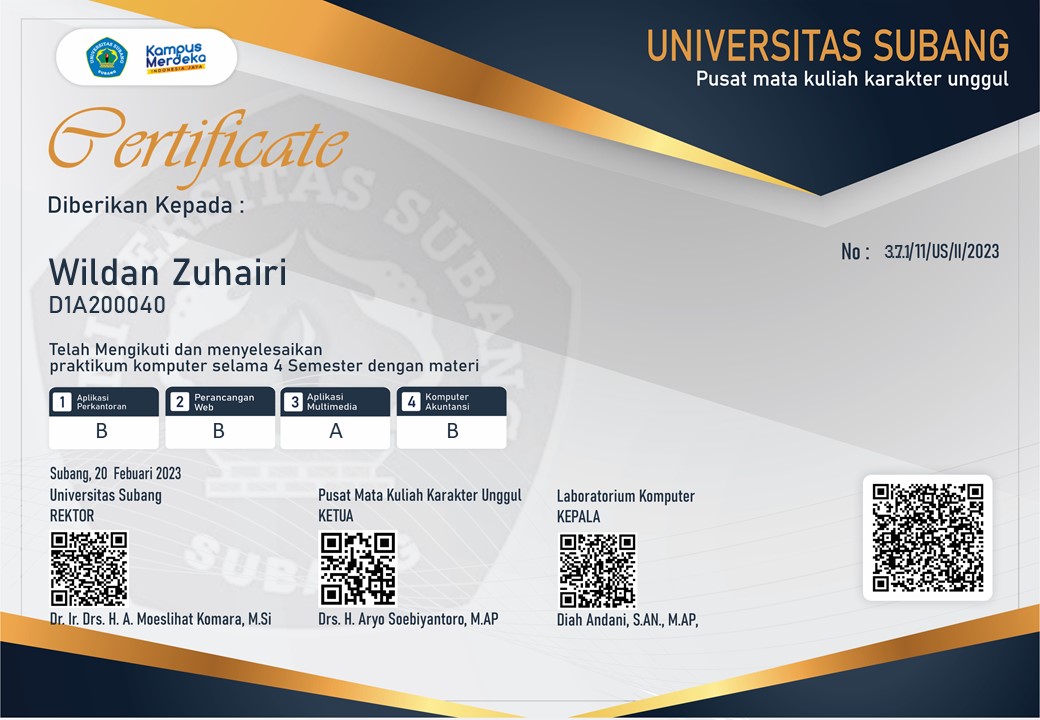 UNIVERSITAS SUBANG
SUBANG
Kampus
Merdeka
INDONESIA JAYA
UNIVERSITAS SUBANG
Pusat mata kuliah karakter unggul
Certificate
Diberikan Kepada :
No : 3.7.1/11/US/II/2023
Wildan Zuhairi
D1A200040
Telah Mengikuti dan menyelesaikan
praktikum komputer selama 4 Semester dengan materi
1 Aplikasi Perkantoran
B
2 Perancangan Web
B
3 Aplikasi Multimedia
A
4 Komputer Akuntansi
B
Subang, 20 Febuari 2023
Universitas Subang
REKTOR
Dr. Ir. Drs. H. A. Moeslihat Komara, M.Si
Pusat Mata Kuliah Karakter Unggul
KETUA
Drs. H. Aryo Soebiyantoro, M.AP
Laboratorium Komputer
KEPALA
Diah Andani, S.AN., M.AP,